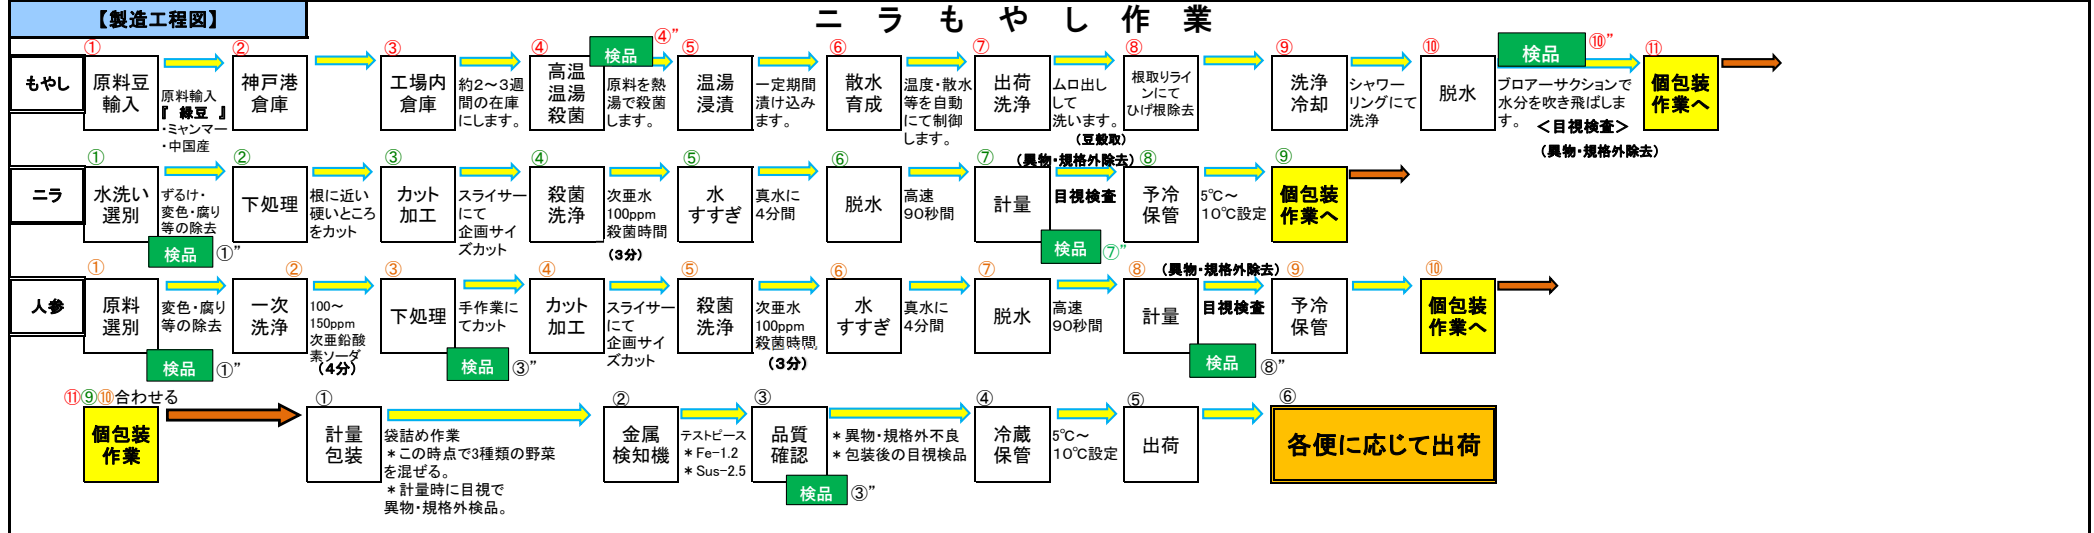 【製造工程図】
ニラもやし作業
もやし
①
原料豆
輸入
原料輸入
『 緑豆 』
・ミャンマー
・中国産
②
神戸港
倉庫
③
工場内
倉庫
約2～3週
間の在庫
にします。
④
高温
温湯
殺菌
検品
④”
原料を熱
湯で殺菌
します。
⑤
温湯
浸漬
一定期間
漬け込み
ます。
⑥
散水
育成
温度・散水
等を自動
にて制御
します。
⑦
出荷
洗浄
ムロ出し
して
洗います。
（豆殻取）
（異物・規格外除去）
⑧
根取りライ
ンにて
ひげ根除去
⑨
洗浄
冷却
シャワー
リングにて
洗浄
⑩
脱水
検品
⑩”
ブロアーサクションで
水分を吹き飛ばしま
す。
＜目視検査＞
（異物・規格外除去）
⑪
個包装
作業へ
ニラ
①
水洗い
選別
ずるけ・
変色・腐り
等の除去
検品
①”
②
下処理
根に近い
硬いところ
をカット
③
カット
加工
スライサー
にて
企画サイ
ズカット
④
殺菌
洗浄
次亜水
100ppm
殺菌時間
（3分）
⑤
水
すすぎ
真水に
4分間
⑥
脱水
高速
90秒間
⑦
計量
目視検査
検品
⑦”
⑧
予冷
保管
5℃～
10℃設定
⑨
個包装
作業へ
人参
①
原料
選別
変色・腐り
等の除去
検品
①”
②
一次
洗浄
100～
150ppm
次亜鉛酸
素ソーダ
（4分）
③
下処理
手作業に
てカット
検品
③”
④
カット
加工
スライサー
にて
企画サイ
ズカット
⑤
殺菌
洗浄
次亜水
100ppm
殺菌時間
（3分）
⑥
水
すすぎ
真水に
4分間
⑦
脱水
高速
90秒間
⑧
計量
（異物・規格外除去）
目視検査
検品
⑧”
⑨
予冷
保管
⑩
個包装
作業へ
⑪⑨⑩合わせる
個包装
作業
①
計量
包装
袋詰め作業
＊この時点で3種類の野菜
を混ぜる。
＊計量時に目視で
異物・規格外検品。
②
金属
検知機
テストピース
＊Fe-1.2
＊Sus-2.5
③
品質
確認
検品
③”
＊異物・規格外不良
＊包装後の目視検品
④
冷蔵
保管
5℃～
10℃設定
⑤
出荷
⑥
各便に応じて出荷